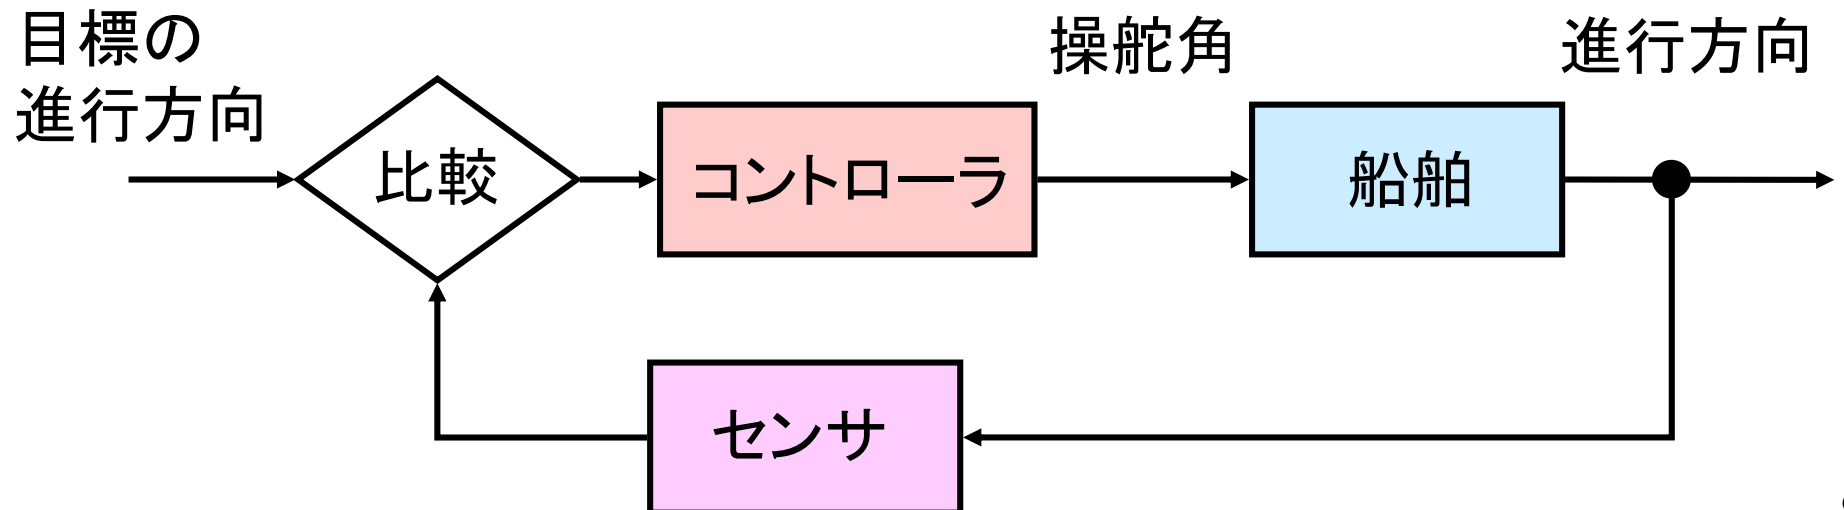 目標の
進行方向
比較
コントローラ
操舵角
船舶
進行方向
センサ